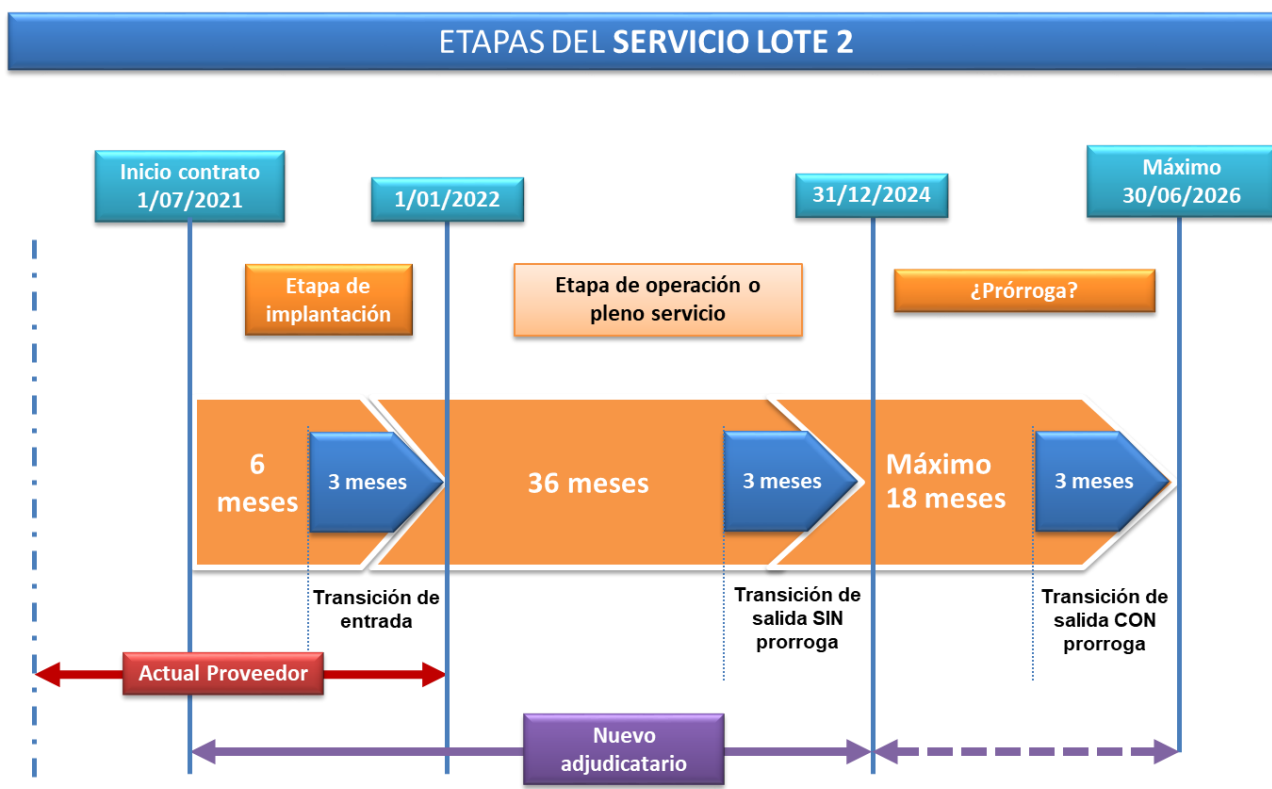 ETAPAS DEL SERVICIO LOTE 2
Inicio contrato
1/07/2021
1/01/2022
31/12/2024
Máximo
30/06/2026
Etapa de
implantación
Etapa de operación o
pleno servicio
¿Prórroga?
6
meses
3 meses
36 meses
3 meses
Máximo
18 meses
3 meses
Transición de
entrada
Transición de
salida SIN
prorroga
Transición de
salida CON
prorroga
Actual Proveedor
Nuevo
adjudicatario